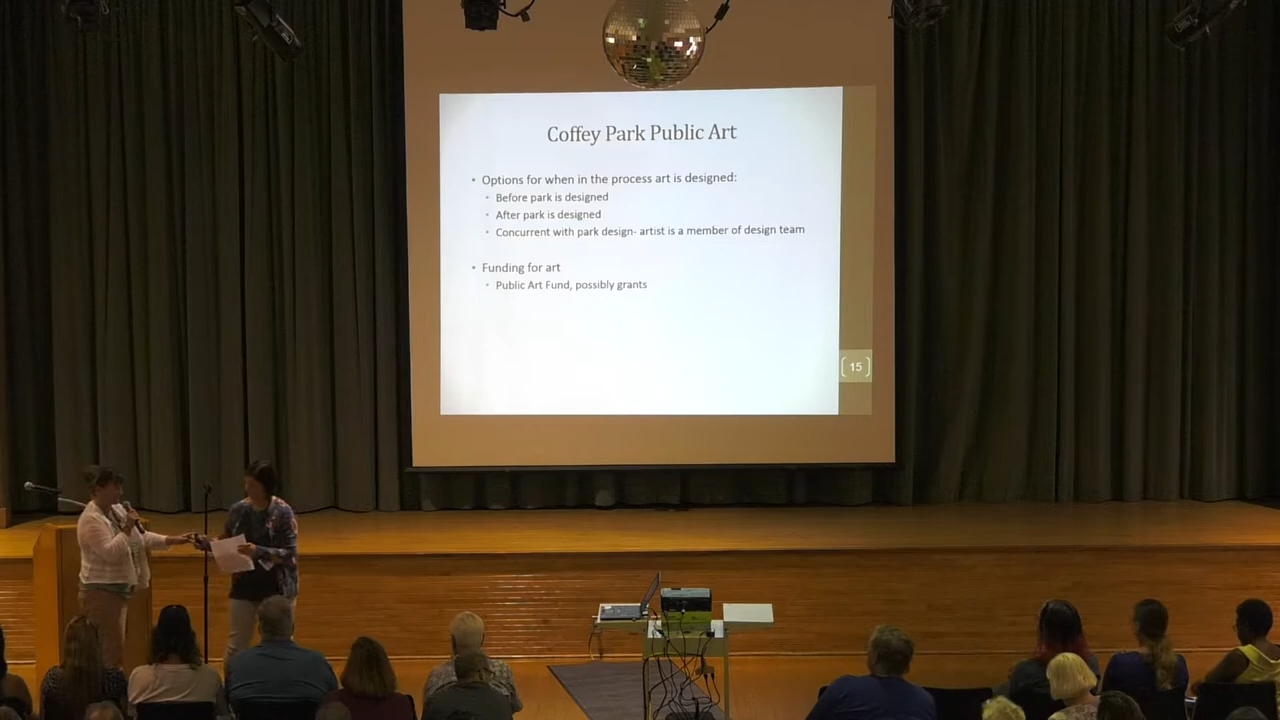 Coffey Park Public Art
• Options for when in the process art is designed:
• Before park is designed
• After park is designed
• Concurrent with park design- artist is a member of design team
• Funding for art
• Public Art Fund, possibly grants
15